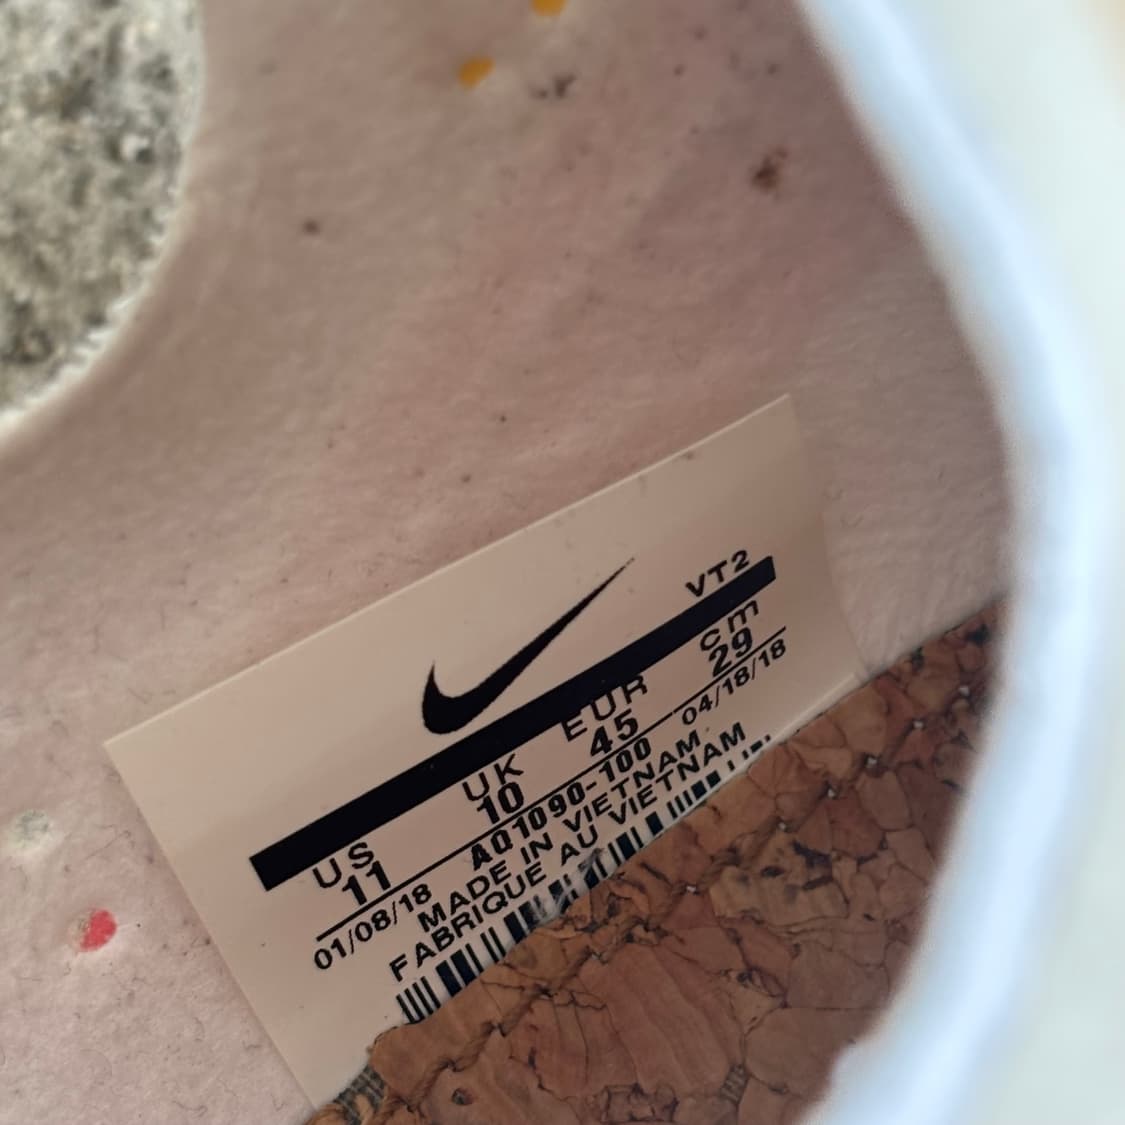 VT2
US UK EUR cm
11 10 45 29
01/08/18 AQ1090-100 04/18/18
MADE IN VIETNAM
FABRIQUE AU VIETNAM